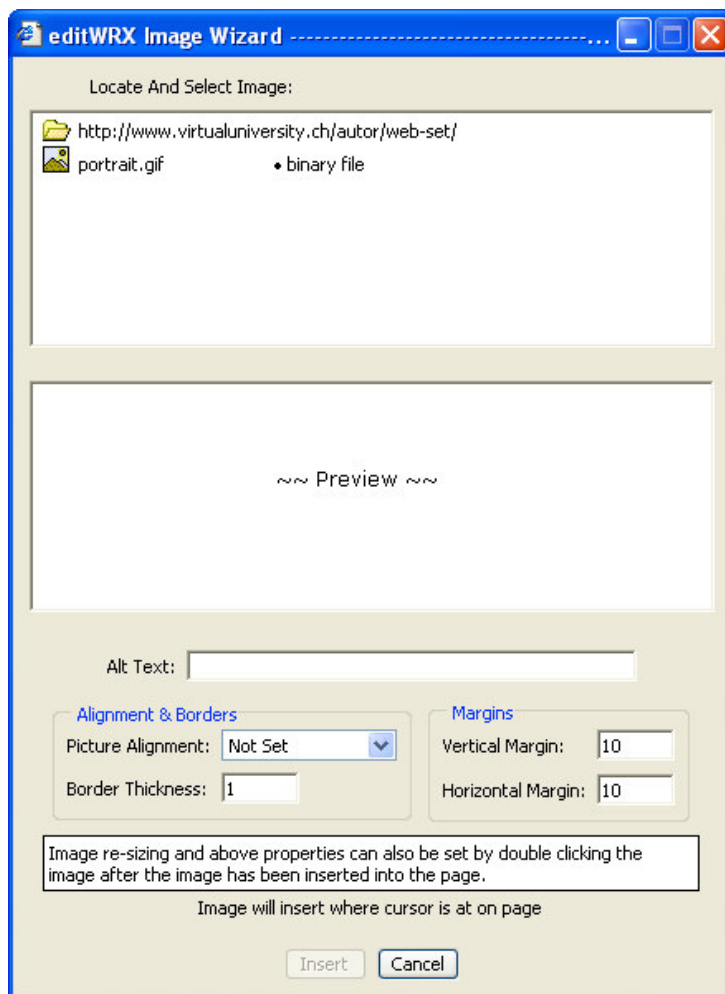 editWRX Image Wizard -------------------------------------...
Locate And Select Image:
http://www.virtualuniversity.ch/autor/web-set/
portrait.gif • binary file
~~ Preview ~~
Alt Text:
Alignment & Borders
Picture Alignment: Not Set
Border Thickness: 1
Margins
Vertical Margin: 10
Horizontal Margin: 10
Image re-sizing and above properties can also be set by double clicking the
image after the image has been inserted into the page.
Image will insert where cursor is at on page
Insert Cancel